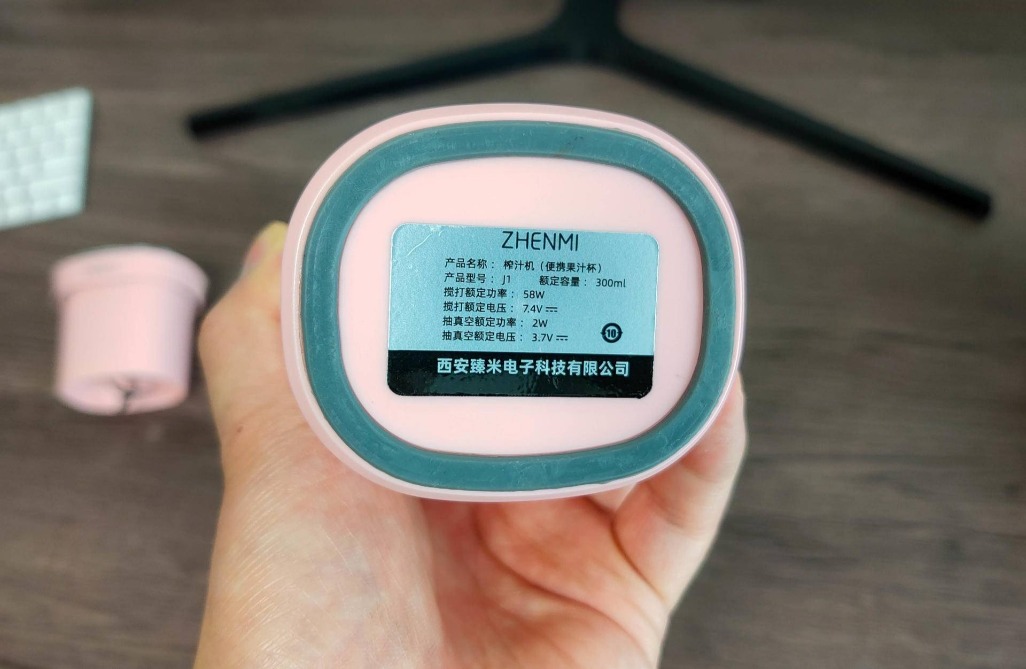 ZHENMI
产品名称： 榨汁机（便携果汁杯）
产品型号： J1 额定容量： 300ml
搅打额定功率： 58W
搅打额定电压： 7.4V ⎓
抽真空额定功率： 2W
抽真空额定电压： 3.7V ⎓
10
西安臻米电子科技有限公司